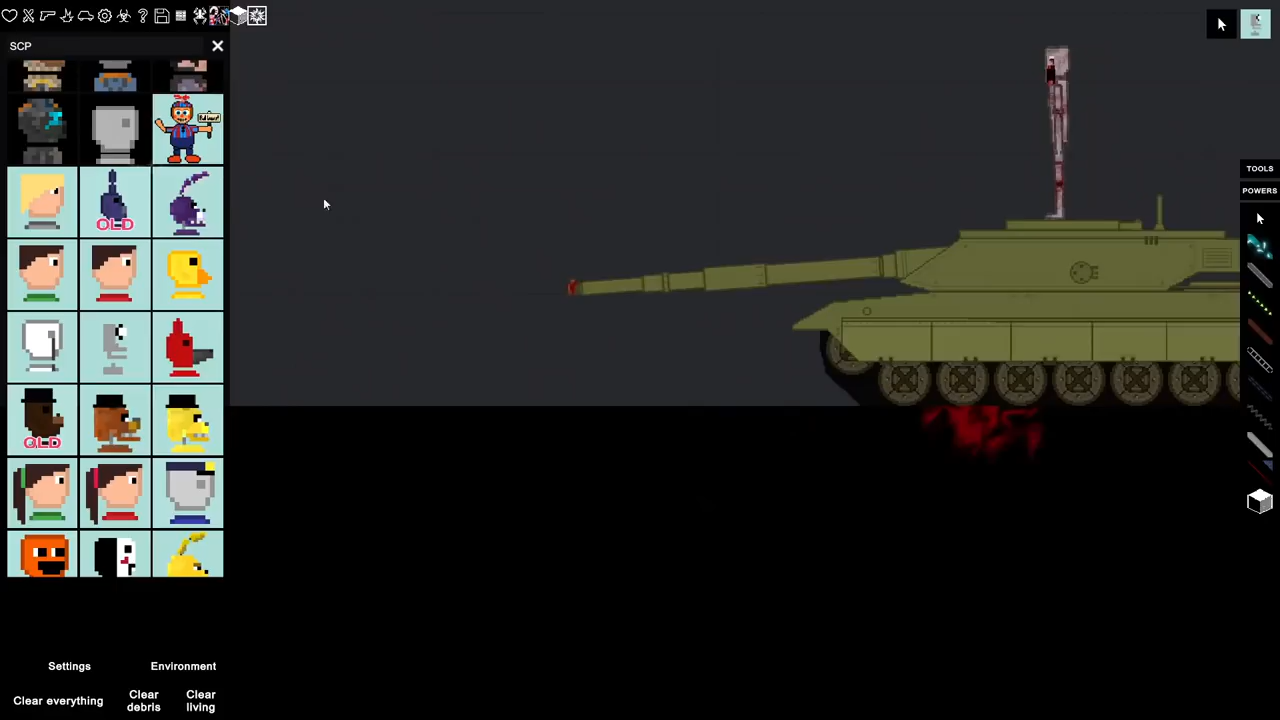 SCP
TOOLS
POWERS
OLD
OLD
Settings
Environment
Clear everything
Clear debris
Clear living